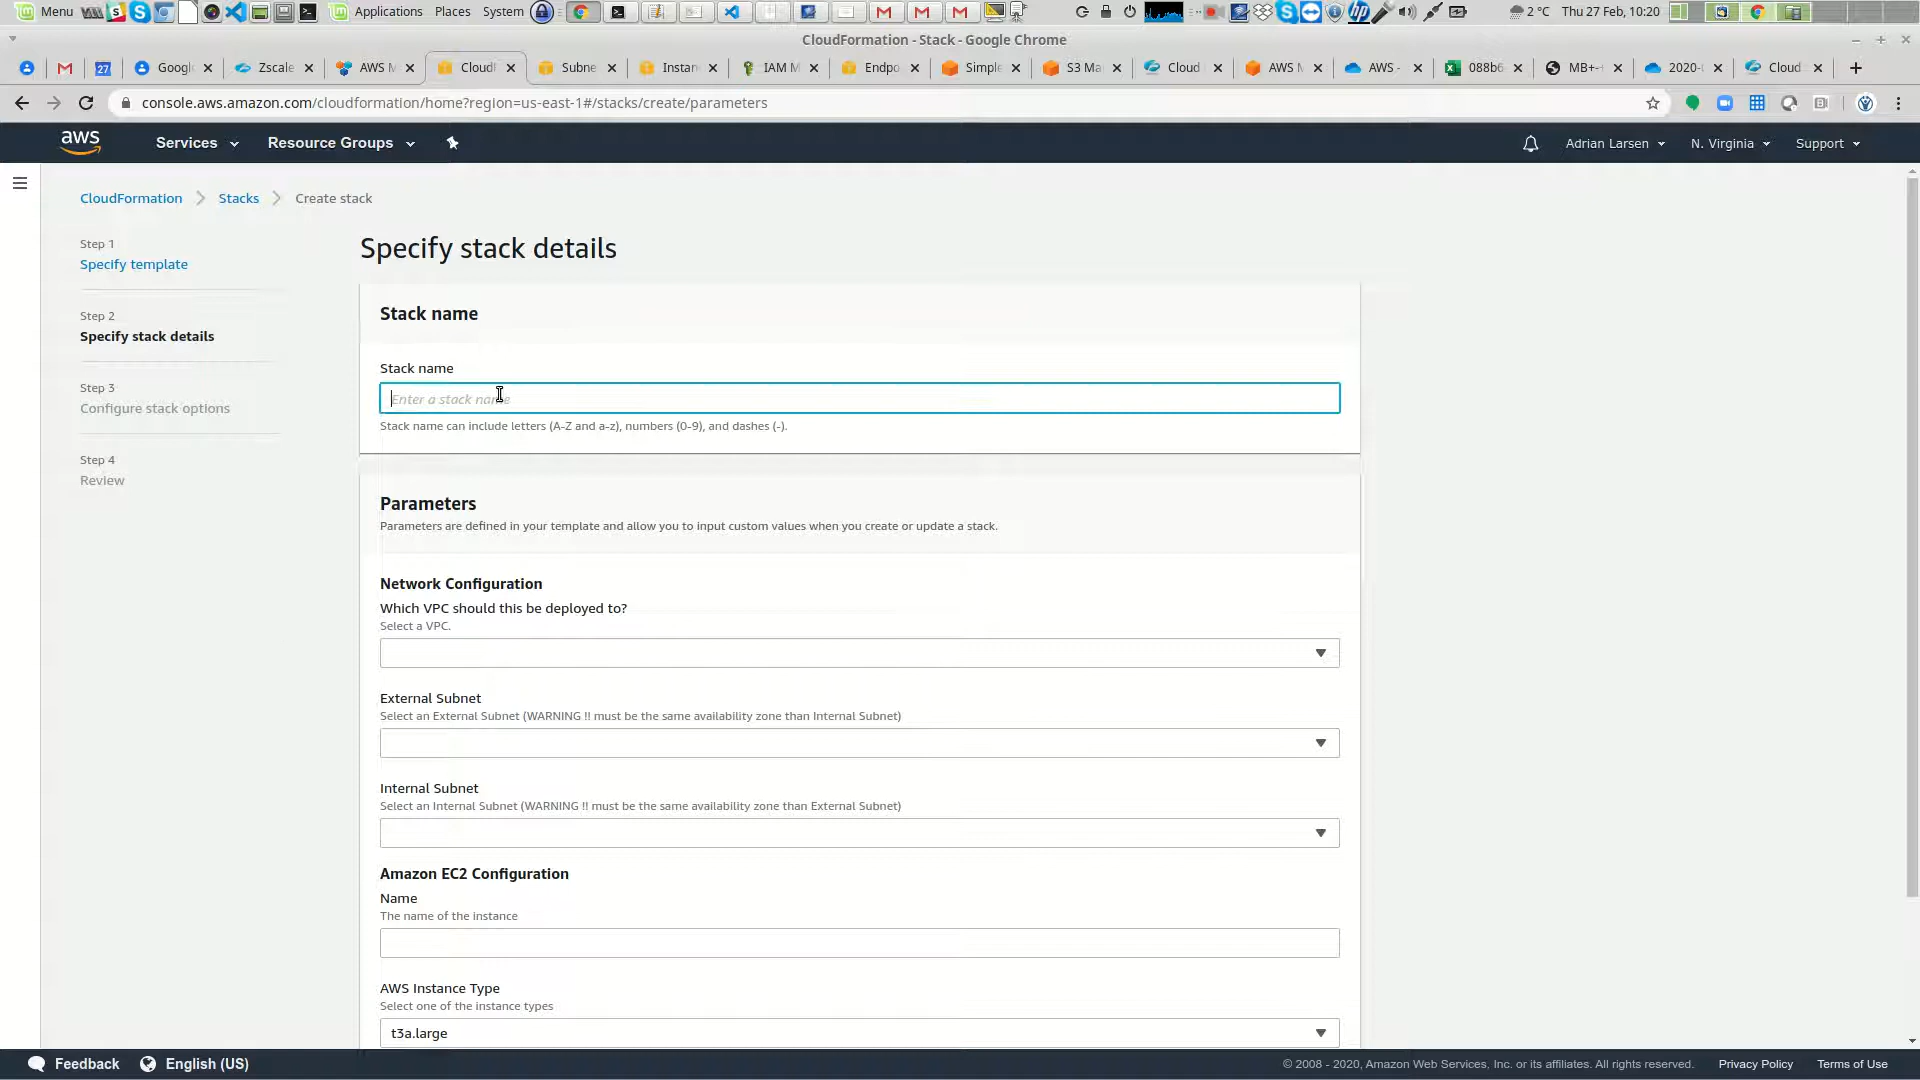 Menu
Applications
Places
System
2 °C
Thu 27 Feb, 10:20
CloudFormation - Stack - Google Chrome
27
Googl
Zscale
AWS M
Cloudf
Subne
Instan
IAM M
Endpo
Simple
S3 Ma
Cloud
AWS M
AWS -
088b6
MB+-
2020-
Cloud
console.aws.amazon.com/cloudformation/home?region=us-east-1#/stacks/create/parameters
aws
Services
Resource Groups
Adrian Larsen
N. Virginia
Support
CloudFormation
Stacks
Create stack
Step 1
Specify template
Step 2
Specify stack details
Step 3
Configure stack options
Step 4
Review
Specify stack details
Stack name
Stack name
Enter a stack name
Stack name can include letters (A-Z and a-z), numbers (0-9), and dashes (-).
Parameters
Parameters are defined in your template and allow you to input custom values when you create or update a stack.
Network Configuration
Which VPC should this be deployed to?
Select a VPC.
External Subnet
Select an External Subnet (WARNING !! must be the same availability zone than Internal Subnet)
Internal Subnet
Select an Internal Subnet (WARNING !! must be the same availability zone than External Subnet)
Amazon EC2 Configuration
Name
The name of the instance
AWS Instance Type
Select one of the instance types
t3a.large
Feedback
English (US)
© 2008 - 2020, Amazon Web Services, Inc. or its affiliates. All rights reserved.
Privacy Policy
Terms of Use